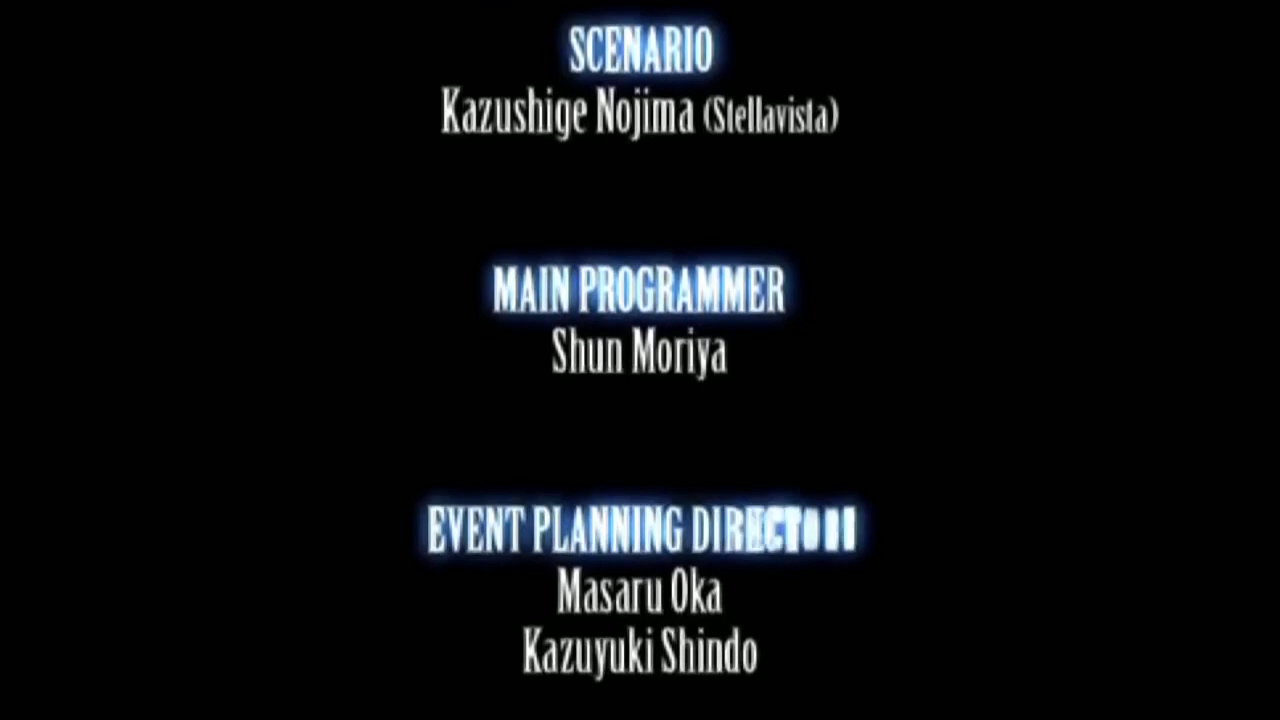 SCENARIO
Kazushige Nojima (Stellavista)
MAIN PROGRAMMER
Shun Moriya
EVENT PLANNING
Masaru Oka
Kazuyuki Shindo